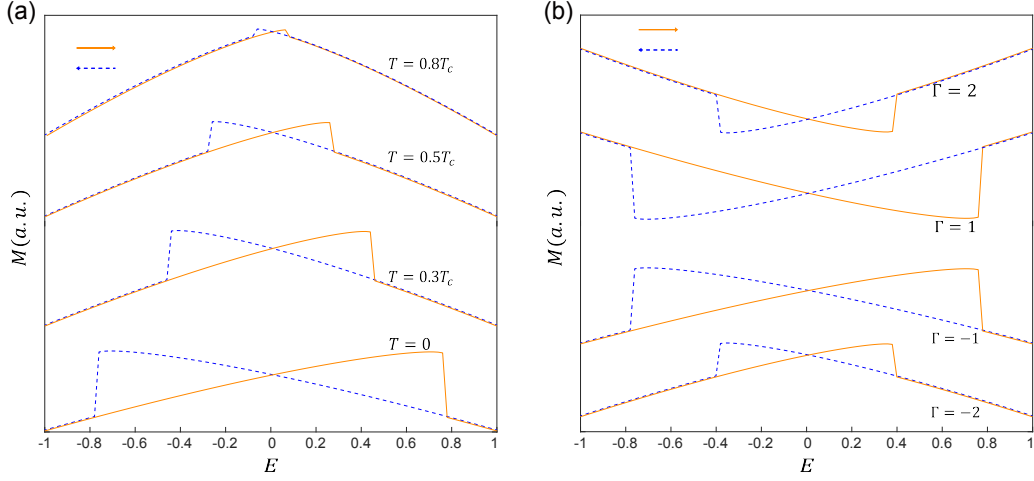 (a)
T = 0.8T_c
T = 0.5T_c
T = 0.3T_c
T = 0
M(a.u.)
-1 -0.8 -0.6 -0.4 -0.2 0 0.2 0.4 0.6 0.8 1
E
(b)
Γ = 2
Γ = 1
Γ = −1
Γ = −2
M(a.u.)
-1 -0.8 -0.6 -0.4 -0.2 0 0.2 0.4 0.6 0.8 1
E